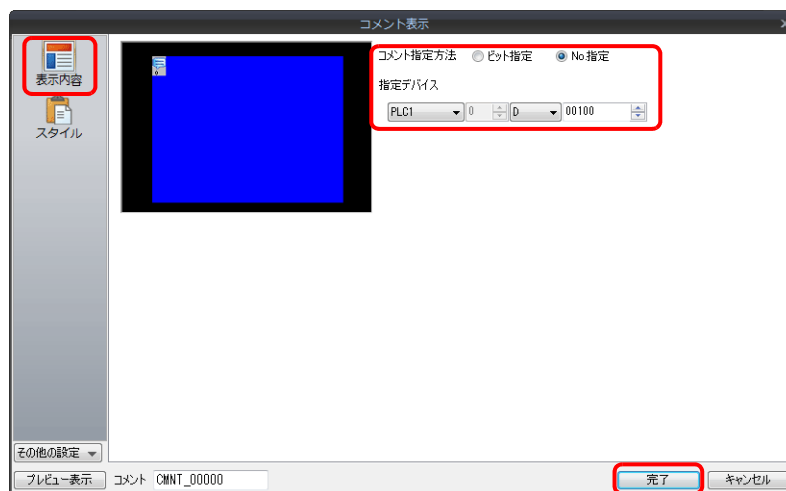 コメント表示
表示内容
スタイル
コメント指定方法 ビット指定 No.指定
指定デバイス
PLC1 0 D 00100
その他の設定
プレビュー表示 コメント CMNT_00000 完了 キャンセル